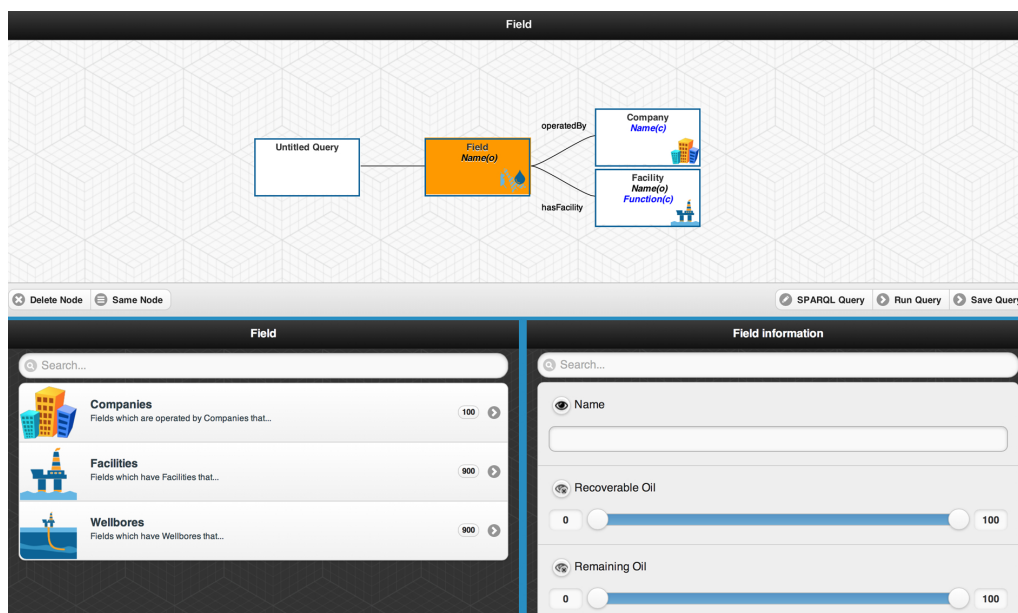 Field
operatedBy
Company
Name(c)
Untitled Query
Field
Name(o)
Facility
Name(o)
Function(c)
hasFacility
Delete Node
Same Node
SPARQL Query
Run Query
Save Query
Field
Search...
Companies
Fields which are operated by Companies that...
100
Facilities
Fields which have Facilities that...
900
Wellbores
Fields which have Wellbores that...
900
Field information
Search...
Name
Recoverable Oil
0
100
Remaining Oil
0
100